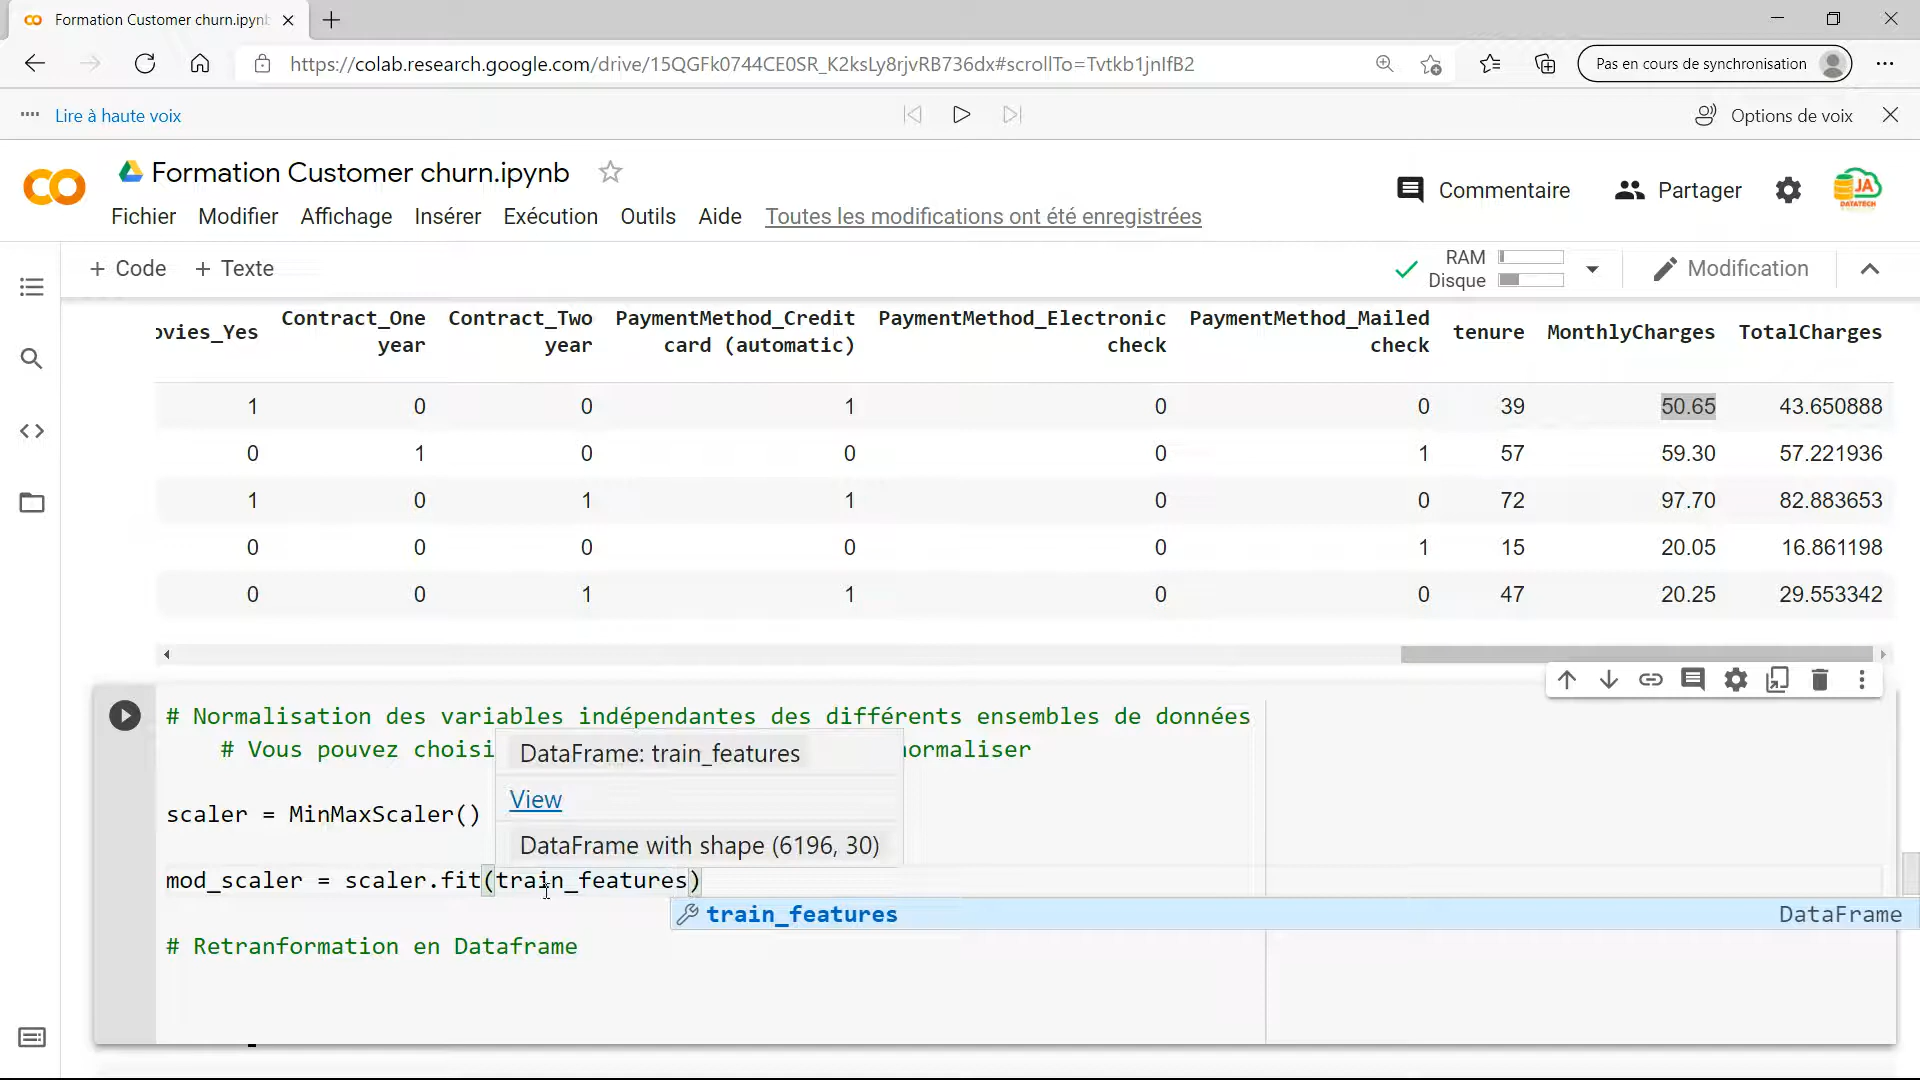 Formation Customer churn.ipynb
https://colab.research.google.com/drive/15QGFk0744CE0SR_K2ksLy8rjvRB736dx#scrollTo=Tvtkb1jnIfB2
Pas en cours de synchronisation
Lire à haute voix
Options de voix
Formation Customer churn.ipynb
Commentaire
Partager
JA
DATATECH
Fichier Modifier Affichage Insérer Exécution Outils Aide Toutes les modifications ont été enregistrées
+ Code + Texte
RAM
Disque
Modification
ovies_Yes Contract_One year Contract_Two year PaymentMethod_Credit card (automatic) PaymentMethod_Electronic check PaymentMethod_Mailed check tenure MonthlyCharges TotalCharges
1 0 0 1 0 0 39 50.65 43.650888
0 1 0 0 0 1 57 59.30 57.221936
1 0 1 1 0 0 72 97.70 82.883653
0 0 0 0 0 1 15 20.05 16.861198
0 0 1 1 0 0 47 20.25 29.553342
# Normalisation des variables indépendantes des différents ensembles de données
# Vous pouvez choisi normaliser
DataFrame: train_features
View
DataFrame with shape (6196, 30)
scaler = MinMaxScaler()
mod_scaler = scaler.fit(train_features)
train_features DataFrame
# Retranformation en Dataframe